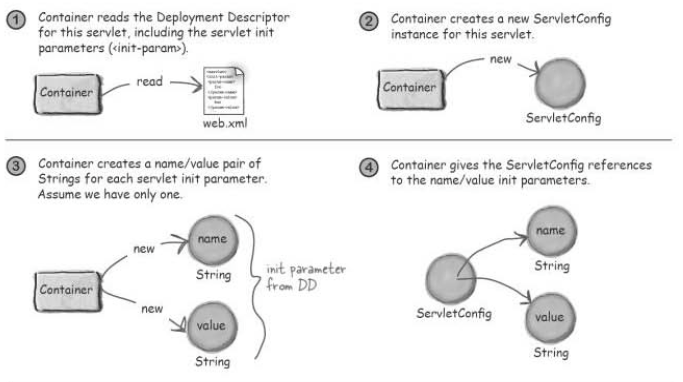 1
Container reads the Deployment Descriptor
for this servlet, including the servlet init
parameters (<init-param>).
Container
read
web.xml
2
Container creates a new ServletConfig
instance for this servlet.
Container
new
ServletConfig
3
Container creates a name/value pair of
Strings for each servlet init parameter.
Assume we have only one.
Container
new
name
String
new
value
String
init parameter
from DD
4
Container gives the ServletConfig references
to the name/value init parameters.
ServletConfig
name
String
value
String